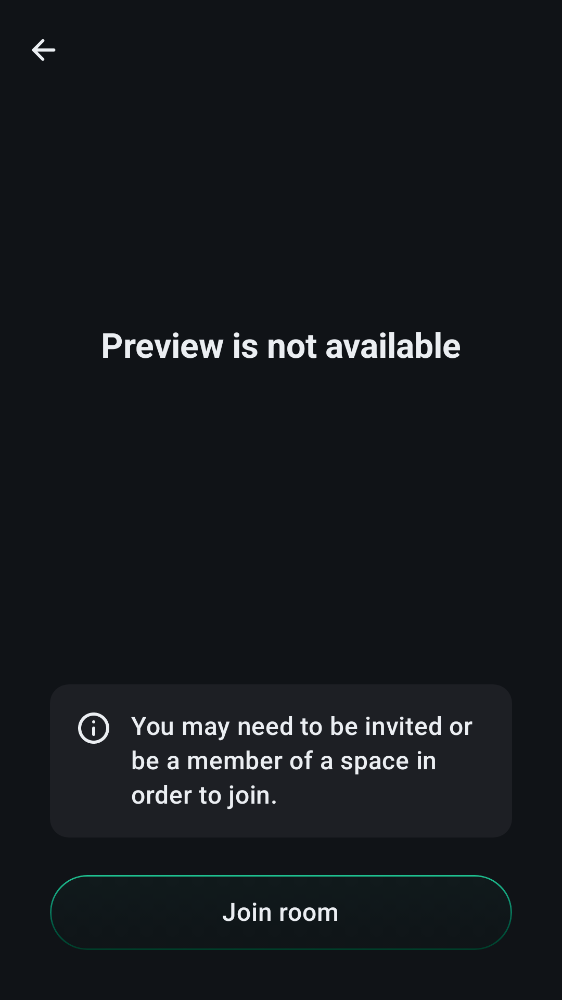 Preview is not available
You may need to be invited or
be a member of a space in
order to join.
Join room